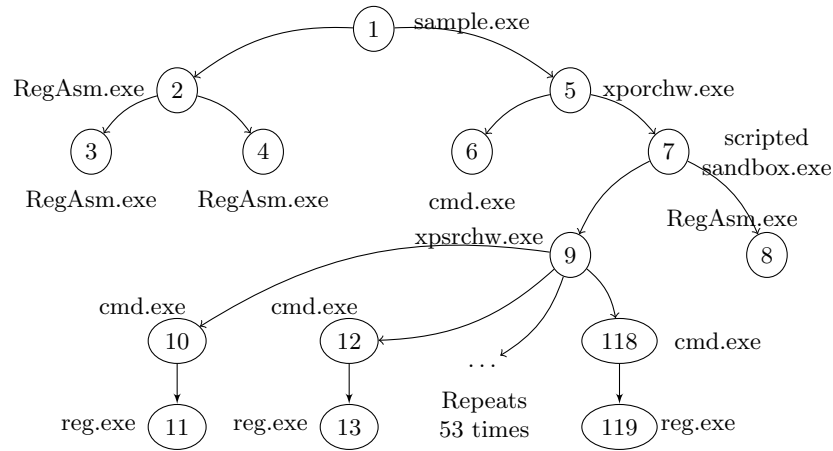 1 sample.exe
RegAsm.exe 2 5 xporchw.exe
3 4 6 7 scripted
sandbox.exe
RegAsm.exe RegAsm.exe cmd.exe
RegAsm.exe
xpsrchw.exe 9 8
cmd.exe cmd.exe
10 12 118 cmd.exe
...
Repeats
53 times
reg.exe 11 reg.exe 13 119 reg.exe